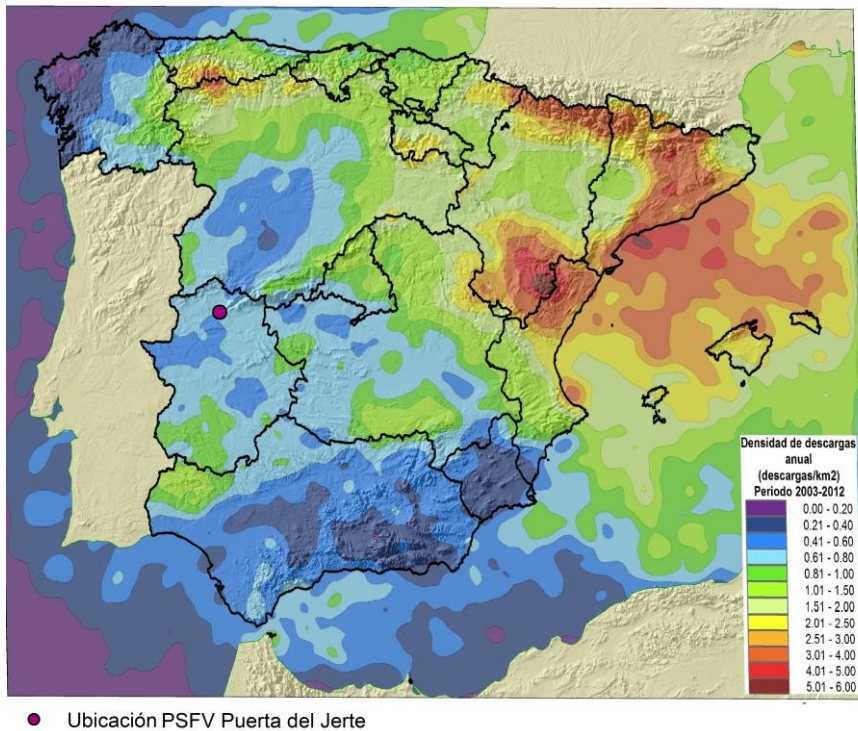 Densidad de descargas
anual
(descargas/km2)
Periodo 2003-2012
0.00 - 0.20
0.21 - 0.40
0.41 - 0.60
0.61 - 0.80
0.81 - 1.00
1.01 - 1.50
1.51 - 2.00
2.01 - 2.50
2.51 - 3.00
3.01 - 4.00
4.01 - 5.00
5.01 - 6.00
Ubicación PSFV Puerta del Jerte